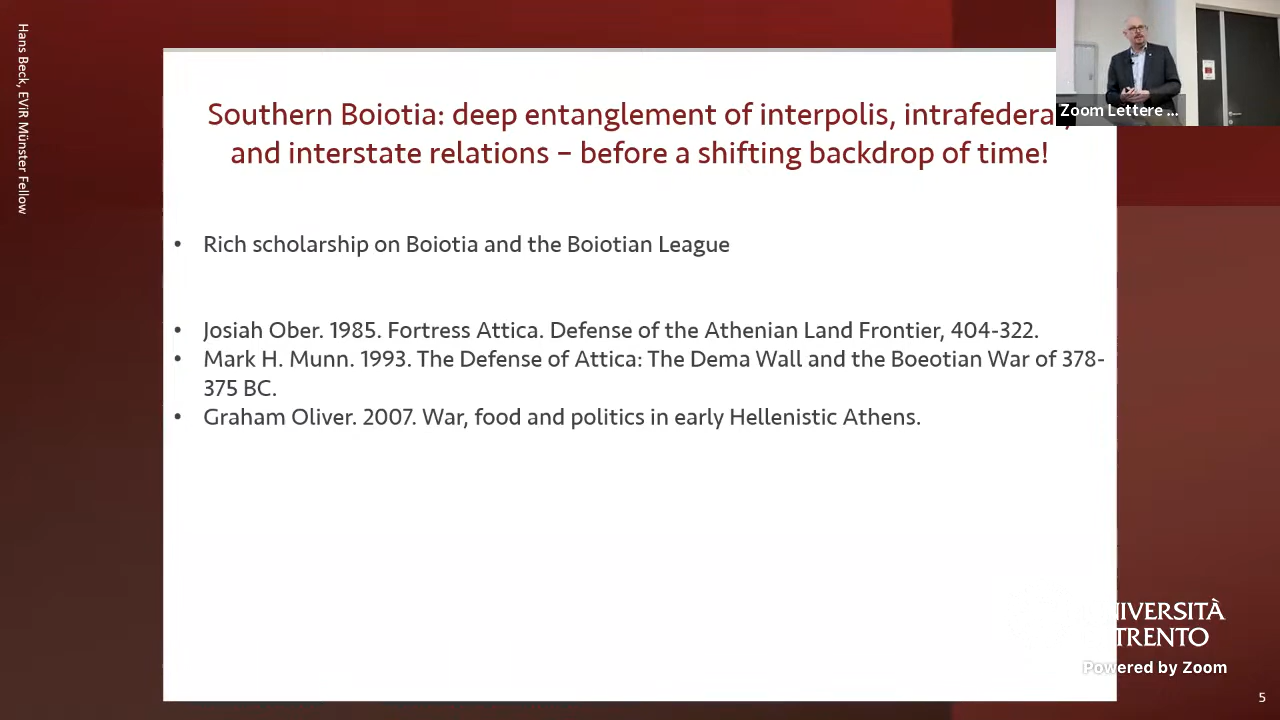 Hans Beck, EViR Münster Fellow
Zoom Lettere ...
Southern Boiotia: deep entanglement of interpolis, intrafedera
and interstate relations – before a shifting backdrop of time!
• Rich scholarship on Boiotia and the Boiotian League
• Josiah Ober. 1985. Fortress Attica. Defense of the Athenian Land Frontier, 404-322.
• Mark H. Munn. 1993. The Defense of Attica: The Dema Wall and the Boeotian War of 378-
375 BC.
• Graham Oliver. 2007. War, food and politics in early Hellenistic Athens.
NIVERSITÀ
TRENTO
Powered by Zoom
5